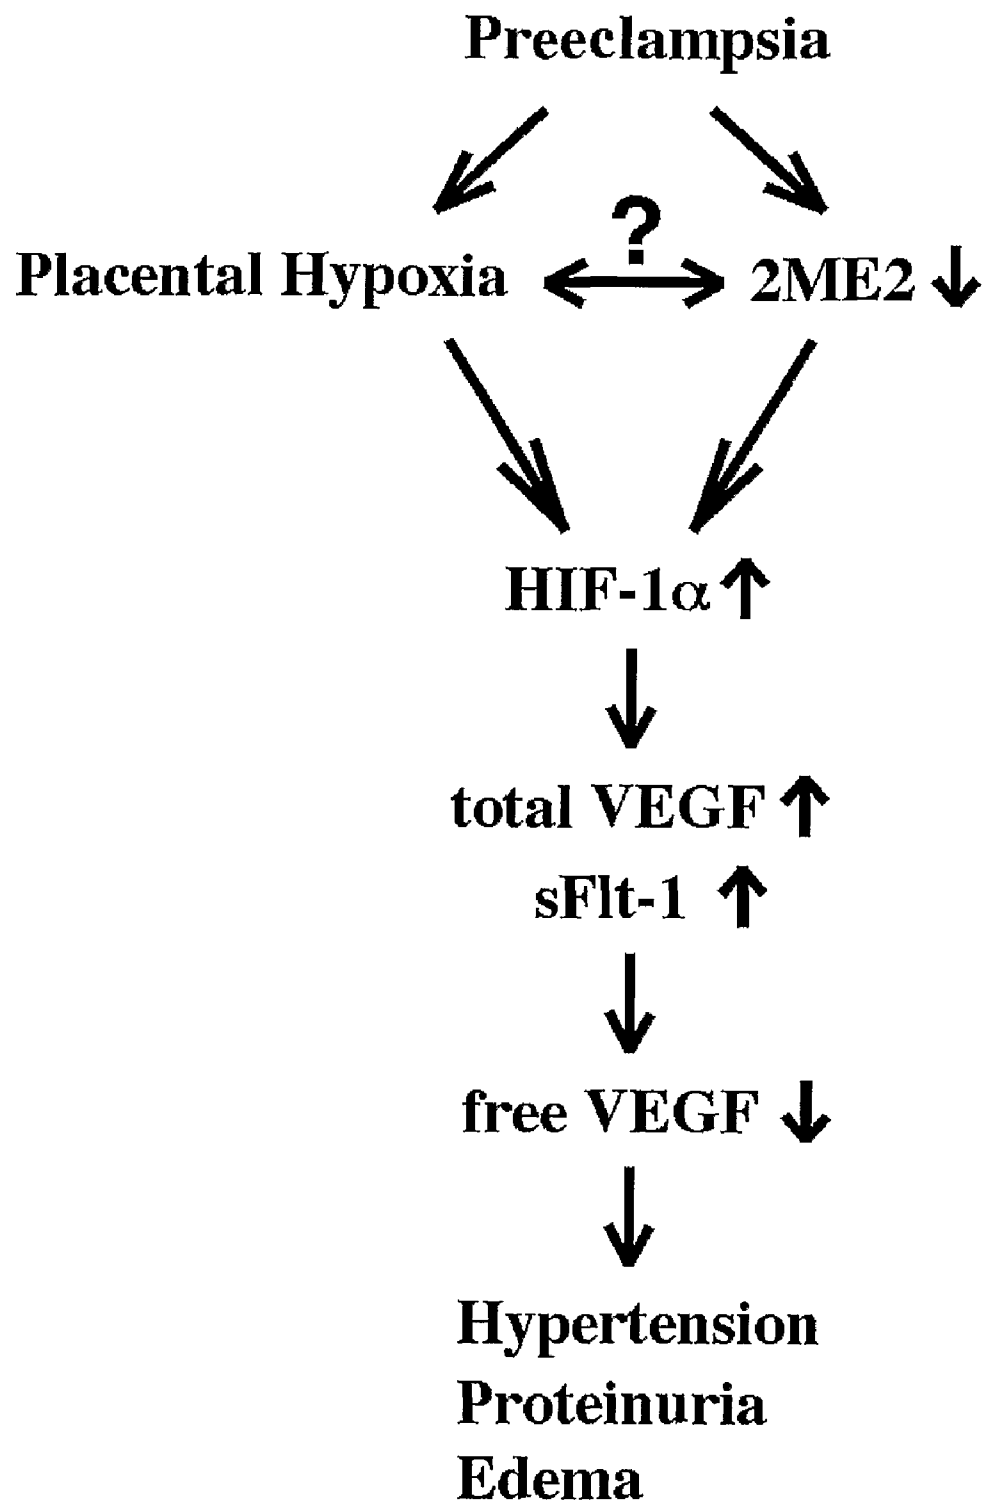 Preeclampsia
?
Placental Hypoxia ↔ 2ME2 ↓
HIF-1α ↑
total VEGF ↑
sFlt-1 ↑
free VEGF ↓
Hypertension
Proteinuria
Edema